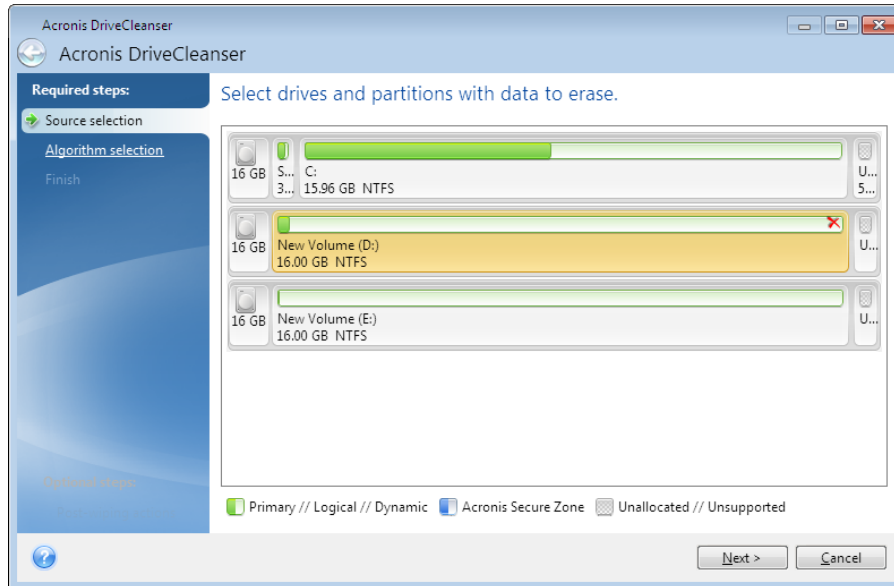 Acronis DriveCleanser
Acronis DriveCleanser
Required steps:
Source selection
Algorithm selection
Finish
Select drives and partitions with data to erase.
16 GB
S...
3...
C:
15.96 GB NTFS
U...
5...
16 GB
New Volume (D:)
16.00 GB NTFS
U...
16 GB
New Volume (E:)
16.00 GB NTFS
U...
Primary // Logical // Dynamic
Acronis Secure Zone
Unallocated // Unsupported
Optional steps:
?
Next >
Cancel